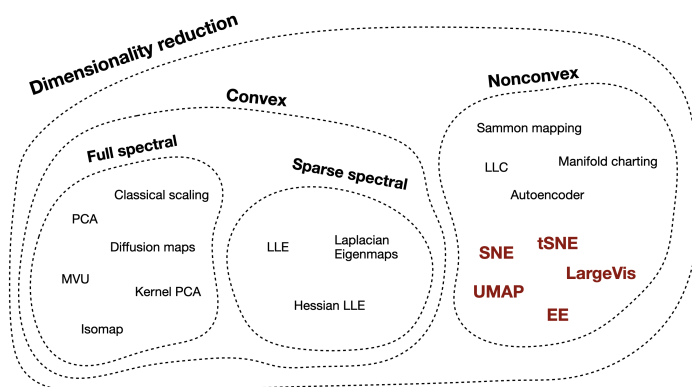 Dimensionality reduction
Convex
Full spectral
Classical scaling
PCA
Diffusion maps
MVU
Kernel PCA
Isomap
Sparse spectral
LLE
Laplacian
Eigenmaps
Hessian LLE
Nonconvex
Sammon mapping
LLC
Manifold charting
Autoencoder
SNE
tSNE
LargeVis
UMAP
EE